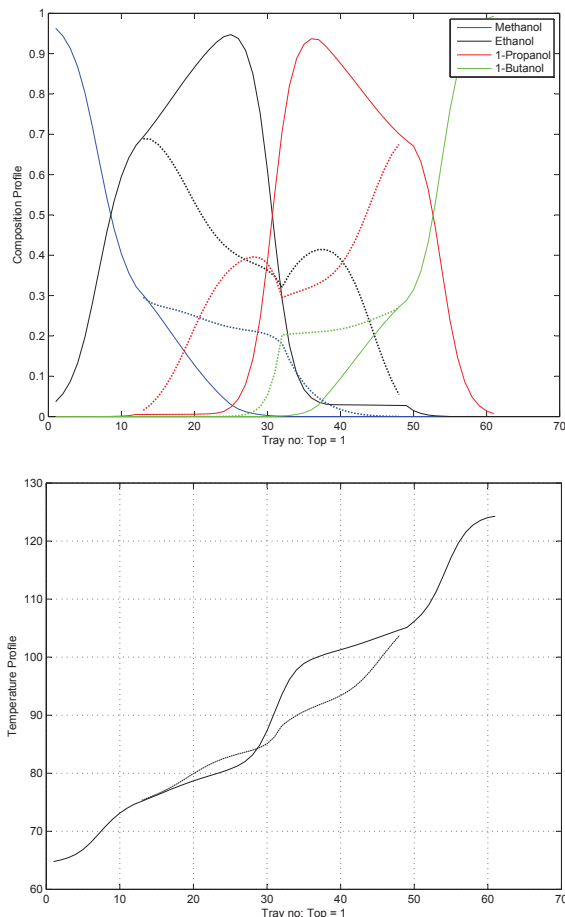 1
0.9
0.8
0.7
0.6
0.5
0.4
0.3
0.2
0.1
0
Composition Profile
Methanol
Ethanol
1-Propanol
1-Butanol
0 10 20 30 40 50 60 70
Tray no: Top = 1
130
120
110
100
90
80
70
60
Temperature Profile
0 10 20 30 40 50 60 70
Tray no: Top = 1